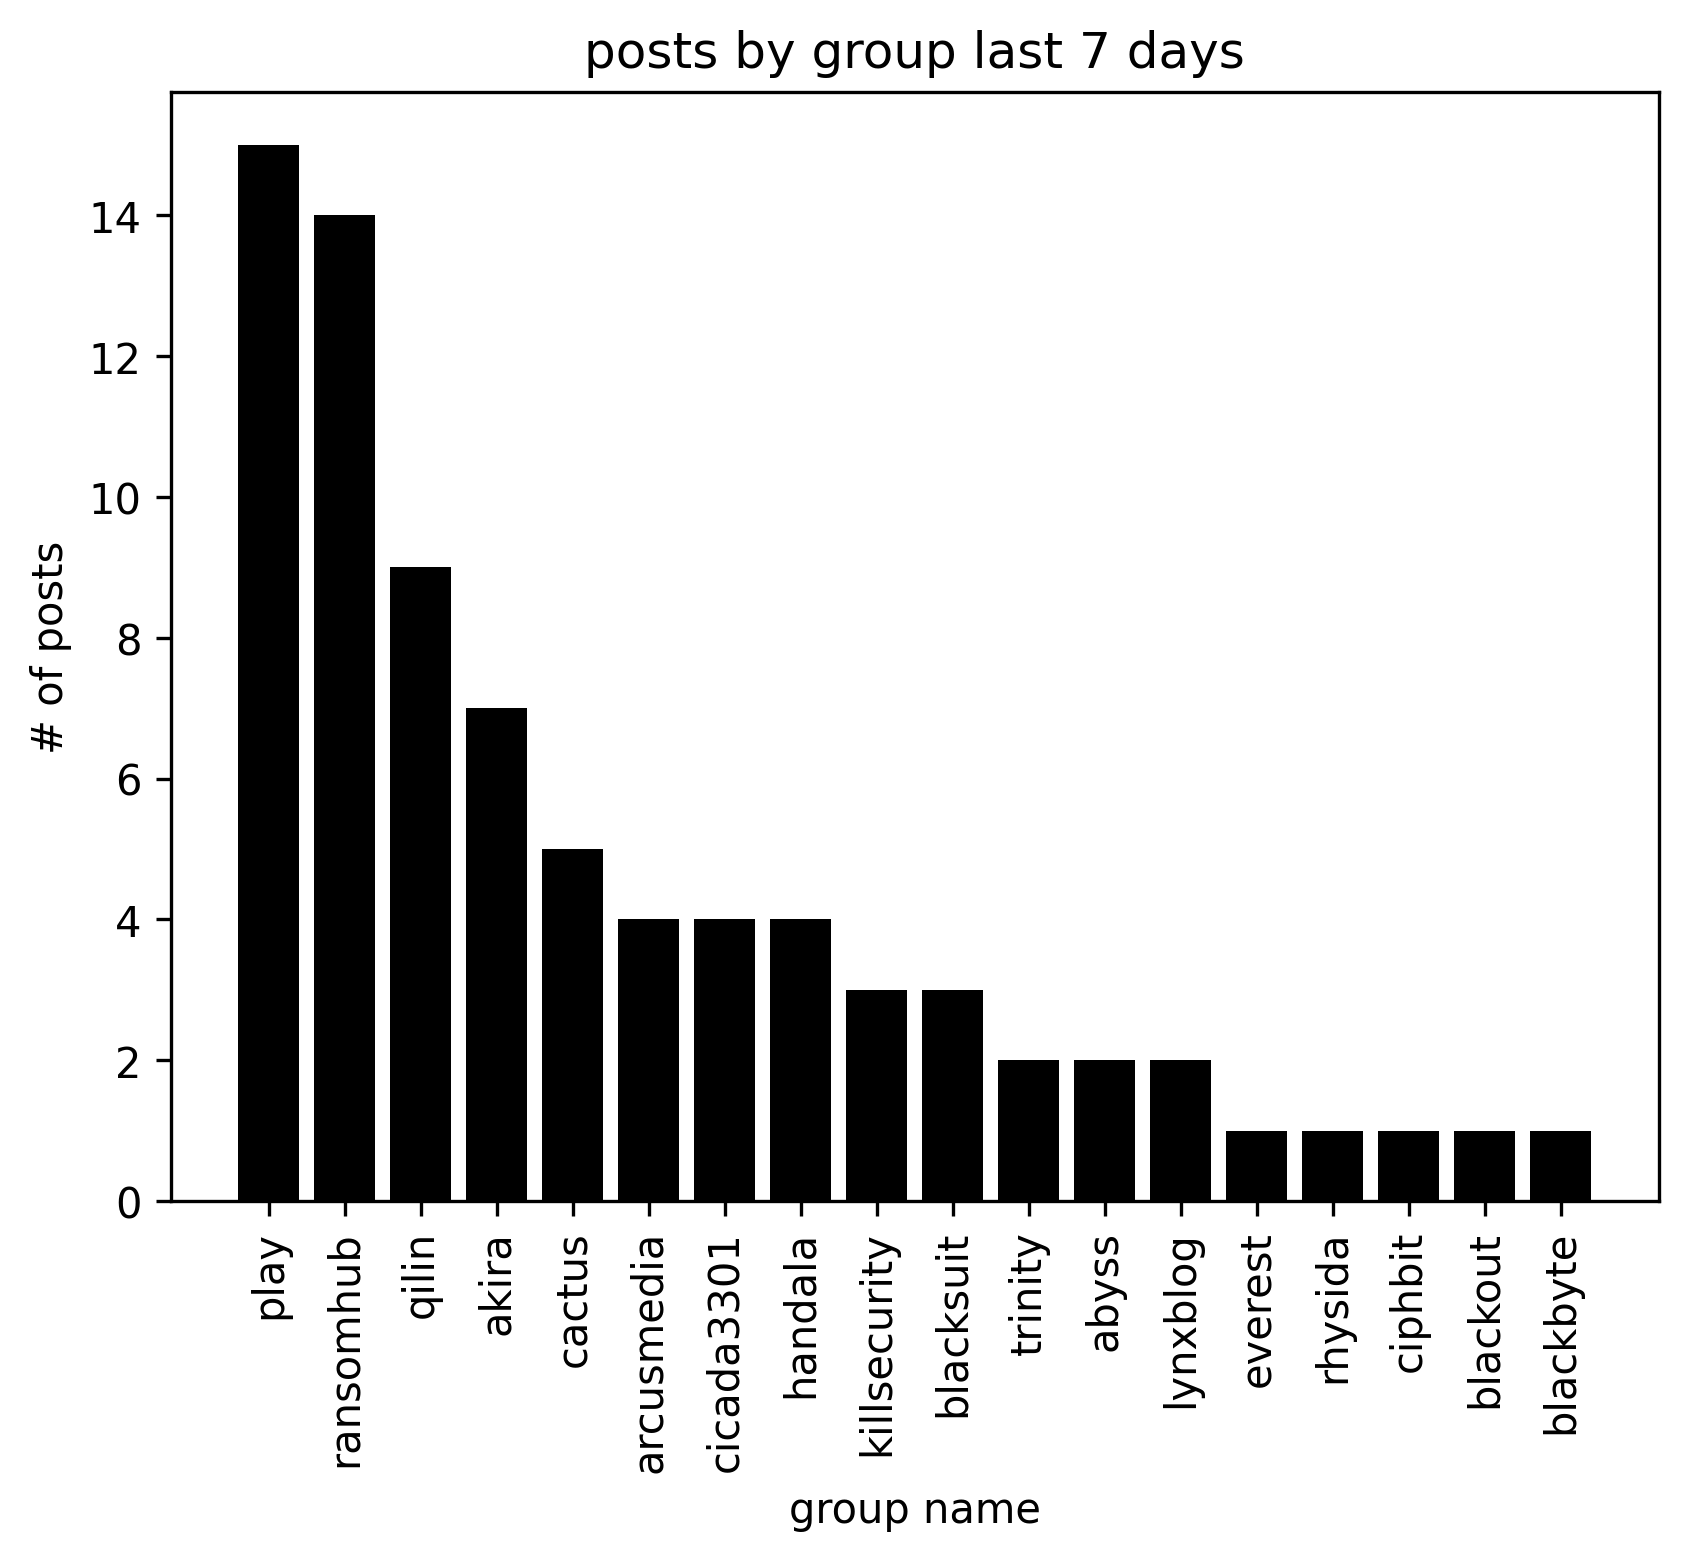 posts by group last 7 days
# of posts
14
12
10
8
6
4
2
0
play
ransomhub
qilin
akira
cactus
arcusmedia
cicada3301
handala
killsecurity
blacksuit
trinity
abyss
lynxblog
everest
rhysida
ciphbit
blackout
blackbyte
group name